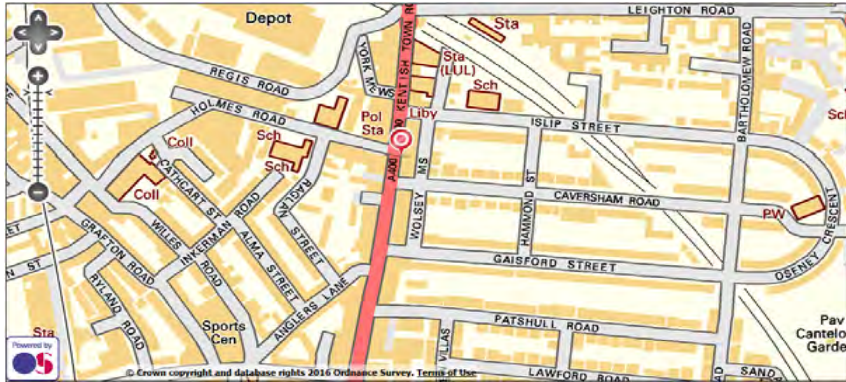 Depot
LEIGHTON ROAD
Sta
REGIS ROAD
YORK MEWS
A400 KENTISH TOWN RO
Sta
(LUL)
Sch
Liby
HOLMES ROAD
Pol
Sta
ISLIP STREET
BARTHOLOMEW ROAD
Coll
Sch
Sch
Coll
CATHCART ST
RAGLAN STREET
INKERMAN ROAD
WILLES ROAD
ALMA STREET
GRAFTON ROAD
RYLAND ROAD
N ST
ANGLERS LANE
WOLSEY MS
HAMMOND ST
CAVERSHAM ROAD
PW
OSENEY CRESCENT
GAISFORD STREET
PATSHULL ROAD
VILLAS
LAWFORD ROAD
SAND
Pav
Cantelo
Garde
Sports
Cen
Sta
Powered by
OS
© Crown copyright and database rights 2016 Ordnance Survey. Terms of Use